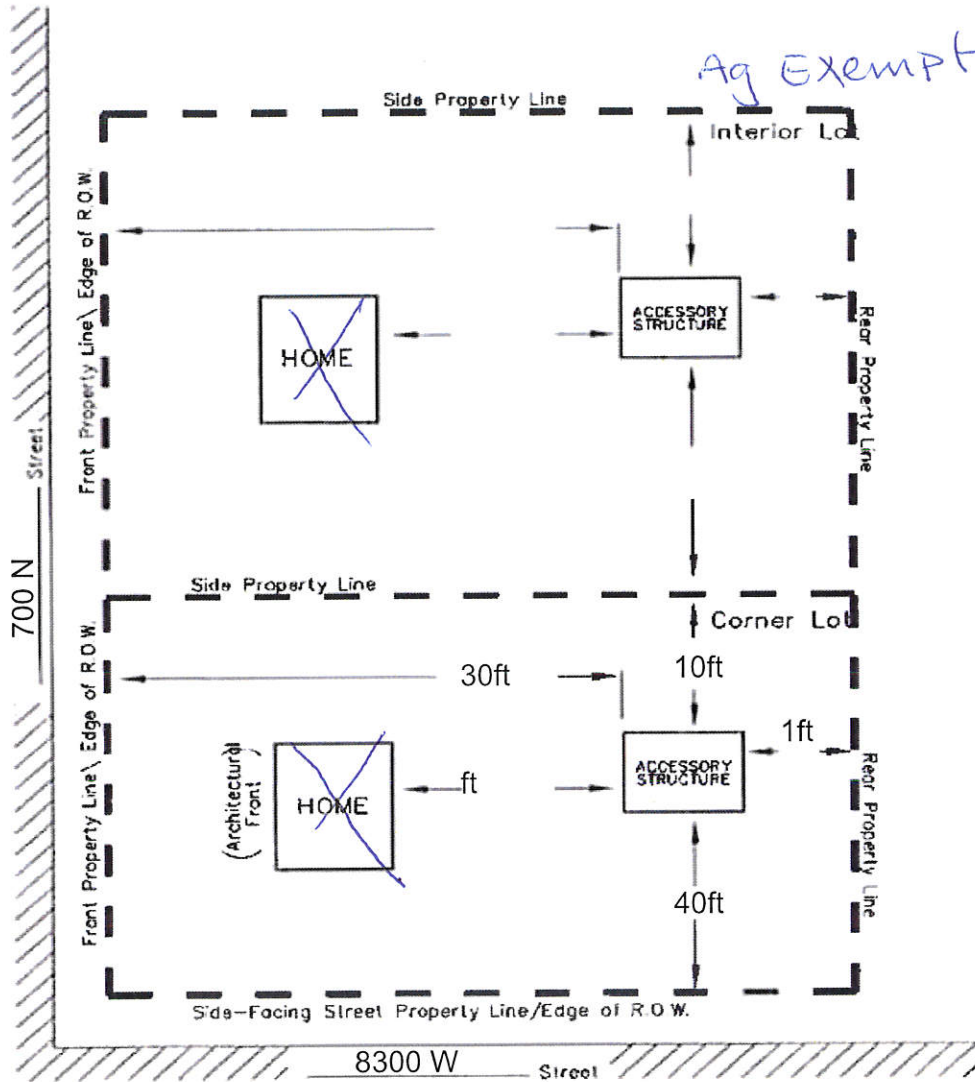 Ag Exempt
Side Property Line
Interior Lot
Front Property Line\ Edge of R.O.W.
ACCESSORY
STRUCTURE
HOME
Rear Property Line
Street
700 N
Side Property Line
Corner Lot
30ft
10ft
1ft
Front Property Line\ Edge of R.O.W.
(Architectural
Front)
HOME
ft
ACCESSORY
STRUCTURE
Rear Property Line
40ft
Side-Facing Street Property Line/Edge of R.O.W.
8300 W
Street